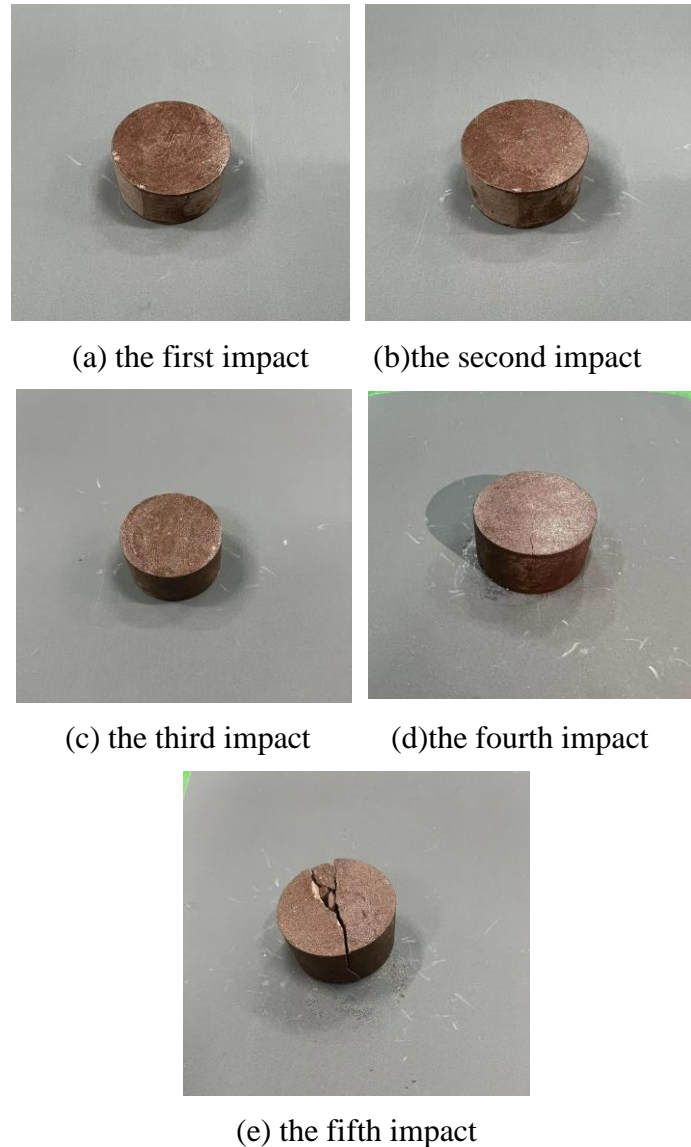 (a) the first impact
(b)the second impact
(c) the third impact
(d)the fourth impact
(e) the fifth impact